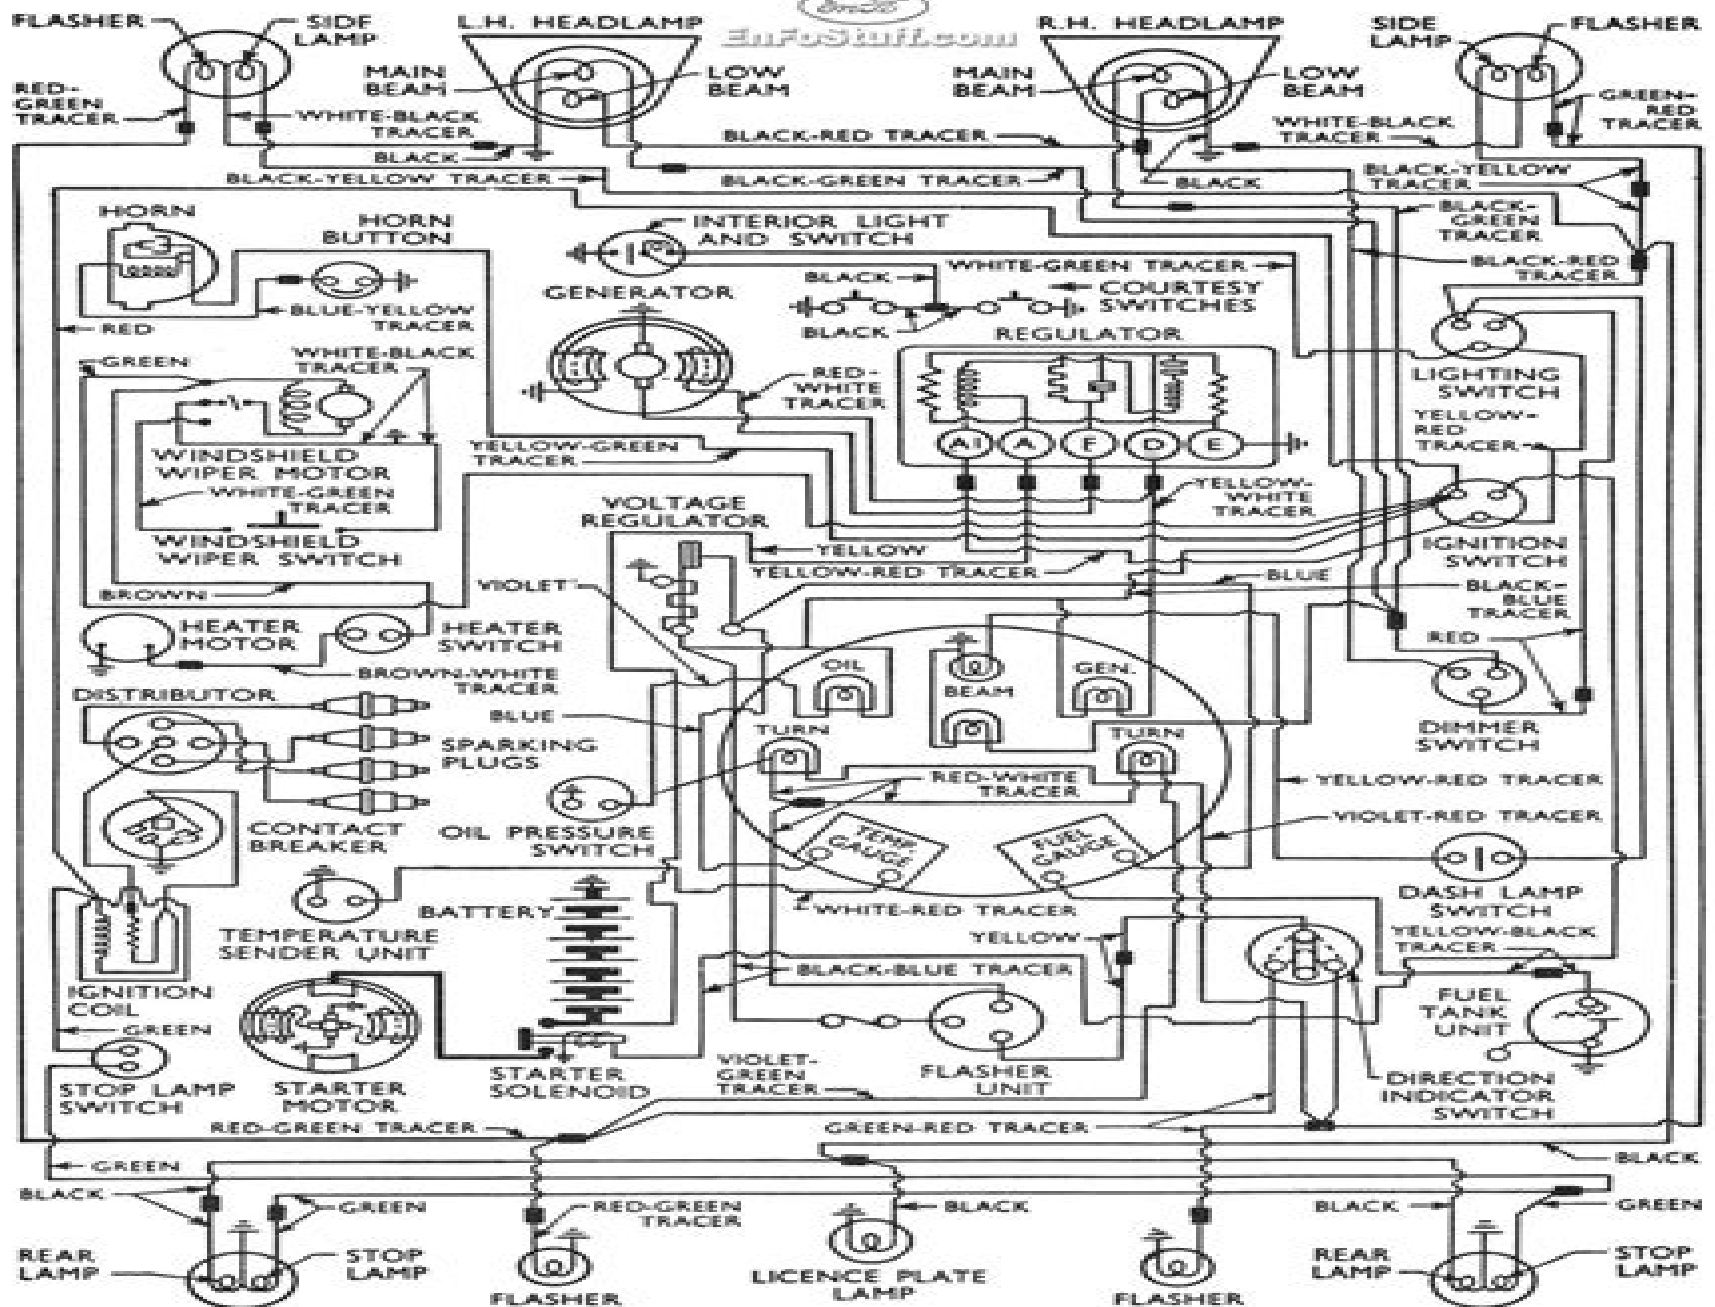 FLASHER
SIDE
LAMP
L.H. HEADLAMP
Ford
EnFoStuff.com
R.H. HEADLAMP
SIDE
LAMP
FLASHER
MAIN
BEAM
LOW
BEAM
MAIN
BEAM
LOW
BEAM
RED-
GREEN
TRACER
WHITE-BLACK
TRACER
BLACK
BLACK-RED TRACER
WHITE-BLACK
TRACER
GREEN-
RED
TRACER
BLACK-YELLOW TRACER
BLACK-GREEN TRACER
BLACK
BLACK-YELLOW
TRACER
HORN
HORN
BUTTON
INTERIOR LIGHT
AND SWITCH
BLACK-
GREEN
TRACER
BLACK
WHITE-GREEN TRACER
BLACK-RED
TRACER
GENERATOR
COURTESY
SWITCHES
BLUE-YELLOW
TRACER
RED
BLACK
REGULATOR
GREEN
WHITE-BLACK
TRACER
RED-
WHITE
TRACER
LIGHTING
SWITCH
YELLOW-
RED
TRACER
A1
A
F
D
E
WINDSHIELD
WIPER MOTOR
YELLOW-GREEN
TRACER
WHITE-GREEN
TRACER
VOLTAGE
REGULATOR
YELLOW-
WHITE
TRACER
WINDSHIELD
WIPER SWITCH
YELLOW
IGNITION
SWITCH
YELLOW-RED TRACER
BLUE
BROWN
VIOLET
BLACK-
BLUE
TRACER
HEATER
MOTOR
HEATER
SWITCH
RED
BROWN-WHITE
TRACER
OIL
BEAM
GEN.
DISTRIBUTOR
BLUE
TURN
TURN
DIMMER
SWITCH
SPARKING
PLUGS
RED-WHITE
TRACER
YELLOW-RED TRACER
VIOLET-RED TRACER
CONTACT
BREAKER
OIL PRESSURE
SWITCH
TEMP.
GAUGE
FUEL
GAUGE
DASH LAMP
SWITCH
BATTERY
WHITE-RED TRACER
TEMPERATURE
SENDER UNIT
YELLOW
YELLOW-BLACK
TRACER
BLACK-BLUE TRACER
IGNITION
COIL
GREEN
FUEL
TANK
UNIT
STOP LAMP
SWITCH
STARTER
MOTOR
STARTER
SOLENOID
VIOLET-
GREEN
TRACER
FLASHER
UNIT
DIRECTION
INDICATOR
SWITCH
RED-GREEN TRACER
GREEN-RED TRACER
GREEN
BLACK
BLACK
GREEN
RED-GREEN
TRACER
BLACK
BLACK
GREEN
REAR
LAMP
STOP
LAMP
FLASHER
LICENCE PLATE
LAMP
FLASHER
REAR
LAMP
STOP
LAMP